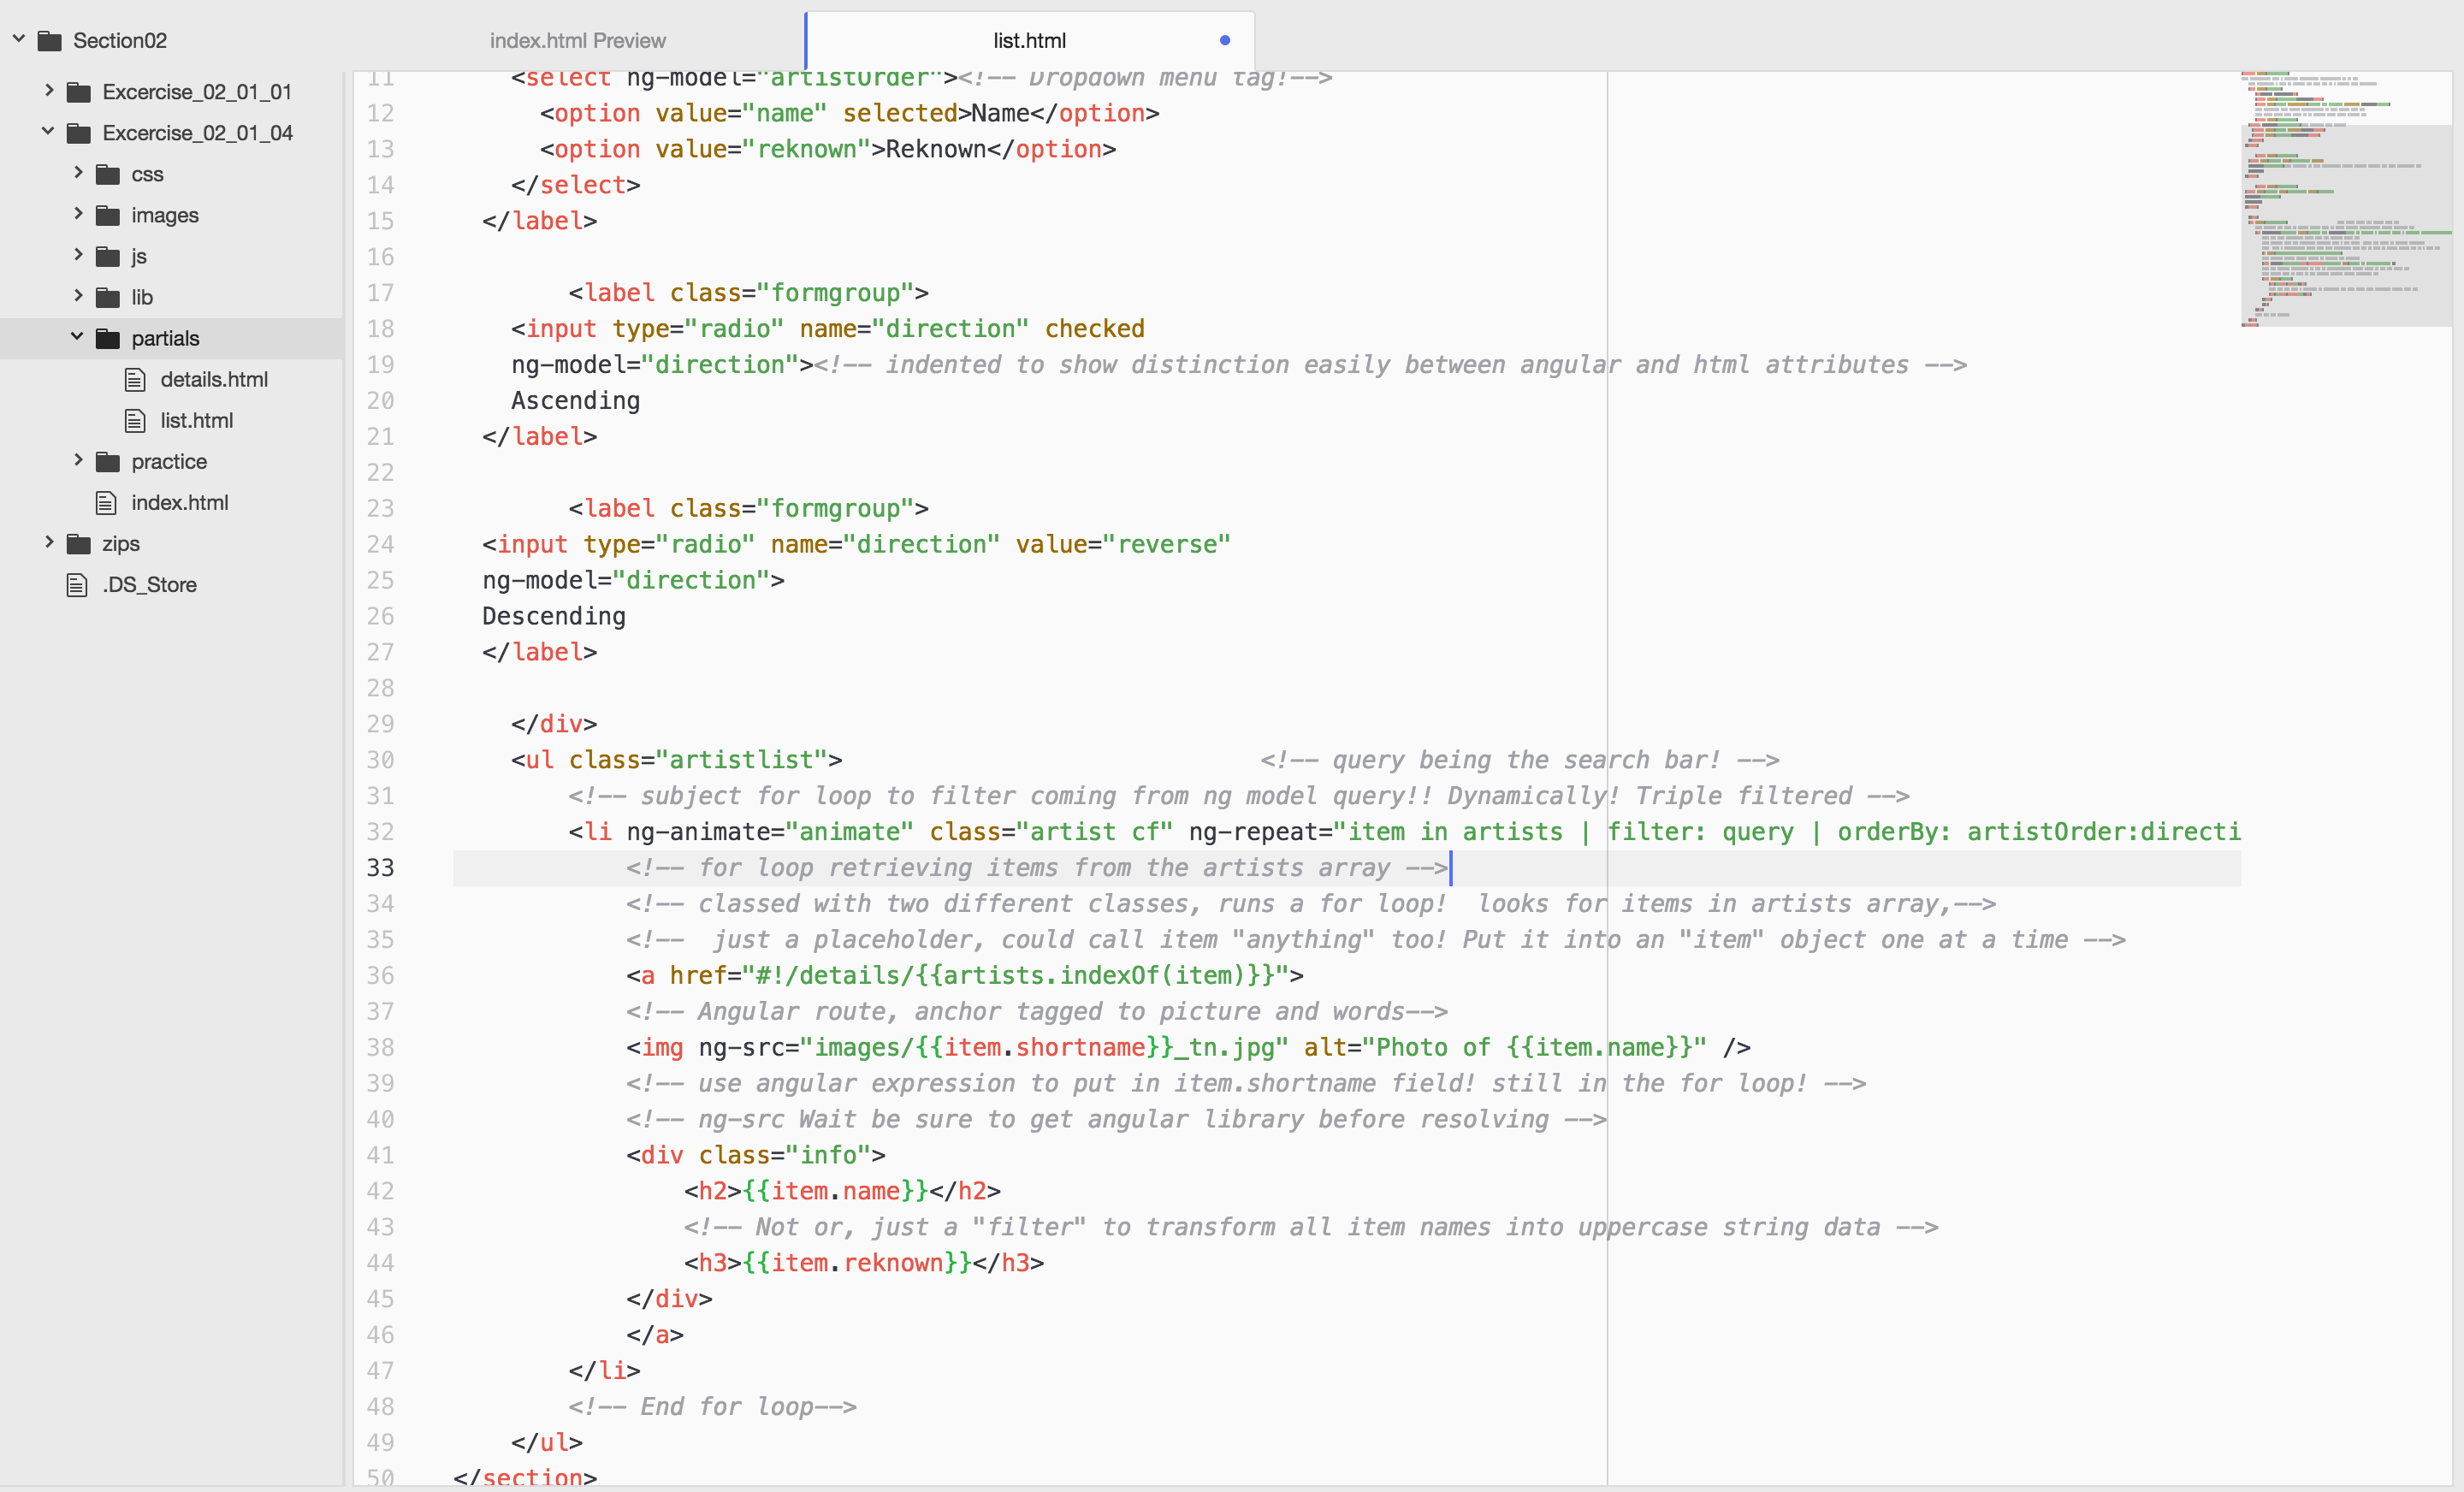 Section02
Excercise_02_01_01
Excercise_02_01_04
css
images
js
lib
partials
details.html
list.html
practice
index.html
zips
.DS_Store
index.html Preview
list.html
11 <select ng-model="artistOrder"><!-- Dropdown menu tag!-->
12 <option value="name" selected>Name</option>
13 <option value="reknown">Reknown</option>
14 </select>
15 </label>
16
17 <label class="formgroup">
18 <input type="radio" name="direction" checked
19 ng-model="direction"><!-- indented to show distinction easily between angular and html attributes -->
20 Ascending
21 </label>
22
23 <label class="formgroup">
24 <input type="radio" name="direction" value="reverse"
25 ng-model="direction">
26 Descending
27 </label>
28
29 </div>
30 <ul class="artistlist"> <!-- query being the search bar! -->
31 <!-- subject for loop to filter coming from ng model query!! Dynamically! Triple filtered -->
32 <li ng-animate="animate" class="artist cf" ng-repeat="item in artists | filter: query | orderBy: artistOrder:directi
33 <!-- for loop retrieving items from the artists array -->
34 <!-- classed with two different classes, runs a for loop!  looks for items in artists array,-->
35 <!--  just a placeholder, could call item "anything" too! Put it into an "item" object one at a time -->
36 <a href="#!/details/{{artists.indexOf(item)}}">
37 <!-- Angular route, anchor tagged to picture and words-->
38 <img ng-src="images/{{item.shortname}}_tn.jpg" alt="Photo of {{item.name}}" />
39 <!-- use angular expression to put in item.shortname field! still in the for loop! -->
40 <!-- ng-src Wait be sure to get angular library before resolving -->
41 <div class="info">
42 <h2>{{item.name}}</h2>
43 <!-- Not or, just a "filter" to transform all item names into uppercase string data -->
44 <h3>{{item.reknown}}</h3>
45 </div>
46 </a>
47 </li>
48 <!-- End for loop-->
49 </ul>
50 </section>